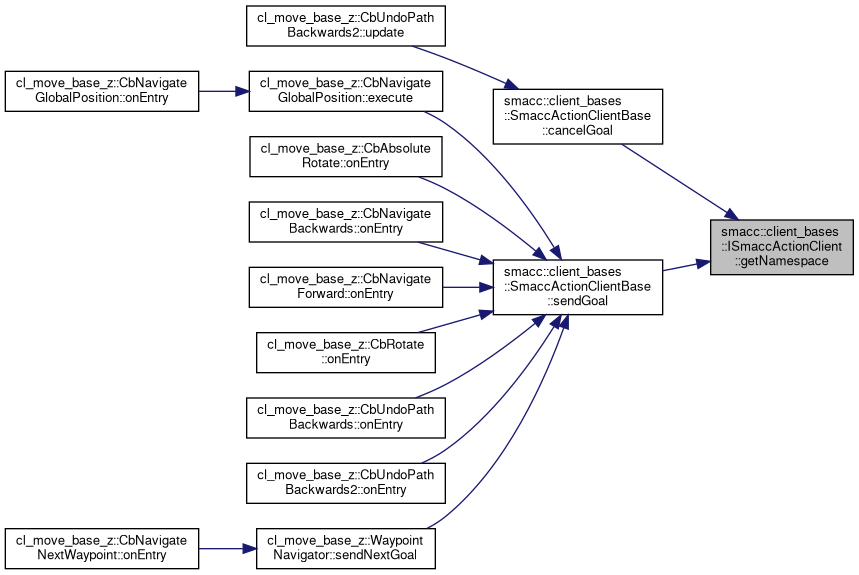 cl_move_base_z::CbUndoPath
Backwards2::update
cl_move_base_z::CbNavigate
GlobalPosition::onEntry
cl_move_base_z::CbNavigate
GlobalPosition::execute
smacc::client_bases
::SmaccActionClientBase
::cancelGoal
cl_move_base_z::CbAbsolute
Rotate::onEntry
cl_move_base_z::CbNavigate
Backwards::onEntry
smacc::client_bases
::ISmaccActionClient
::getNamespace
smacc::client_bases
::SmaccActionClientBase
::sendGoal
cl_move_base_z::CbNavigate
Forward::onEntry
cl_move_base_z::CbRotate
::onEntry
cl_move_base_z::CbUndoPath
Backwards::onEntry
cl_move_base_z::CbUndoPath
Backwards2::onEntry
cl_move_base_z::CbNavigate
NextWaypoint::onEntry
cl_move_base_z::Waypoint
Navigator::sendNextGoal